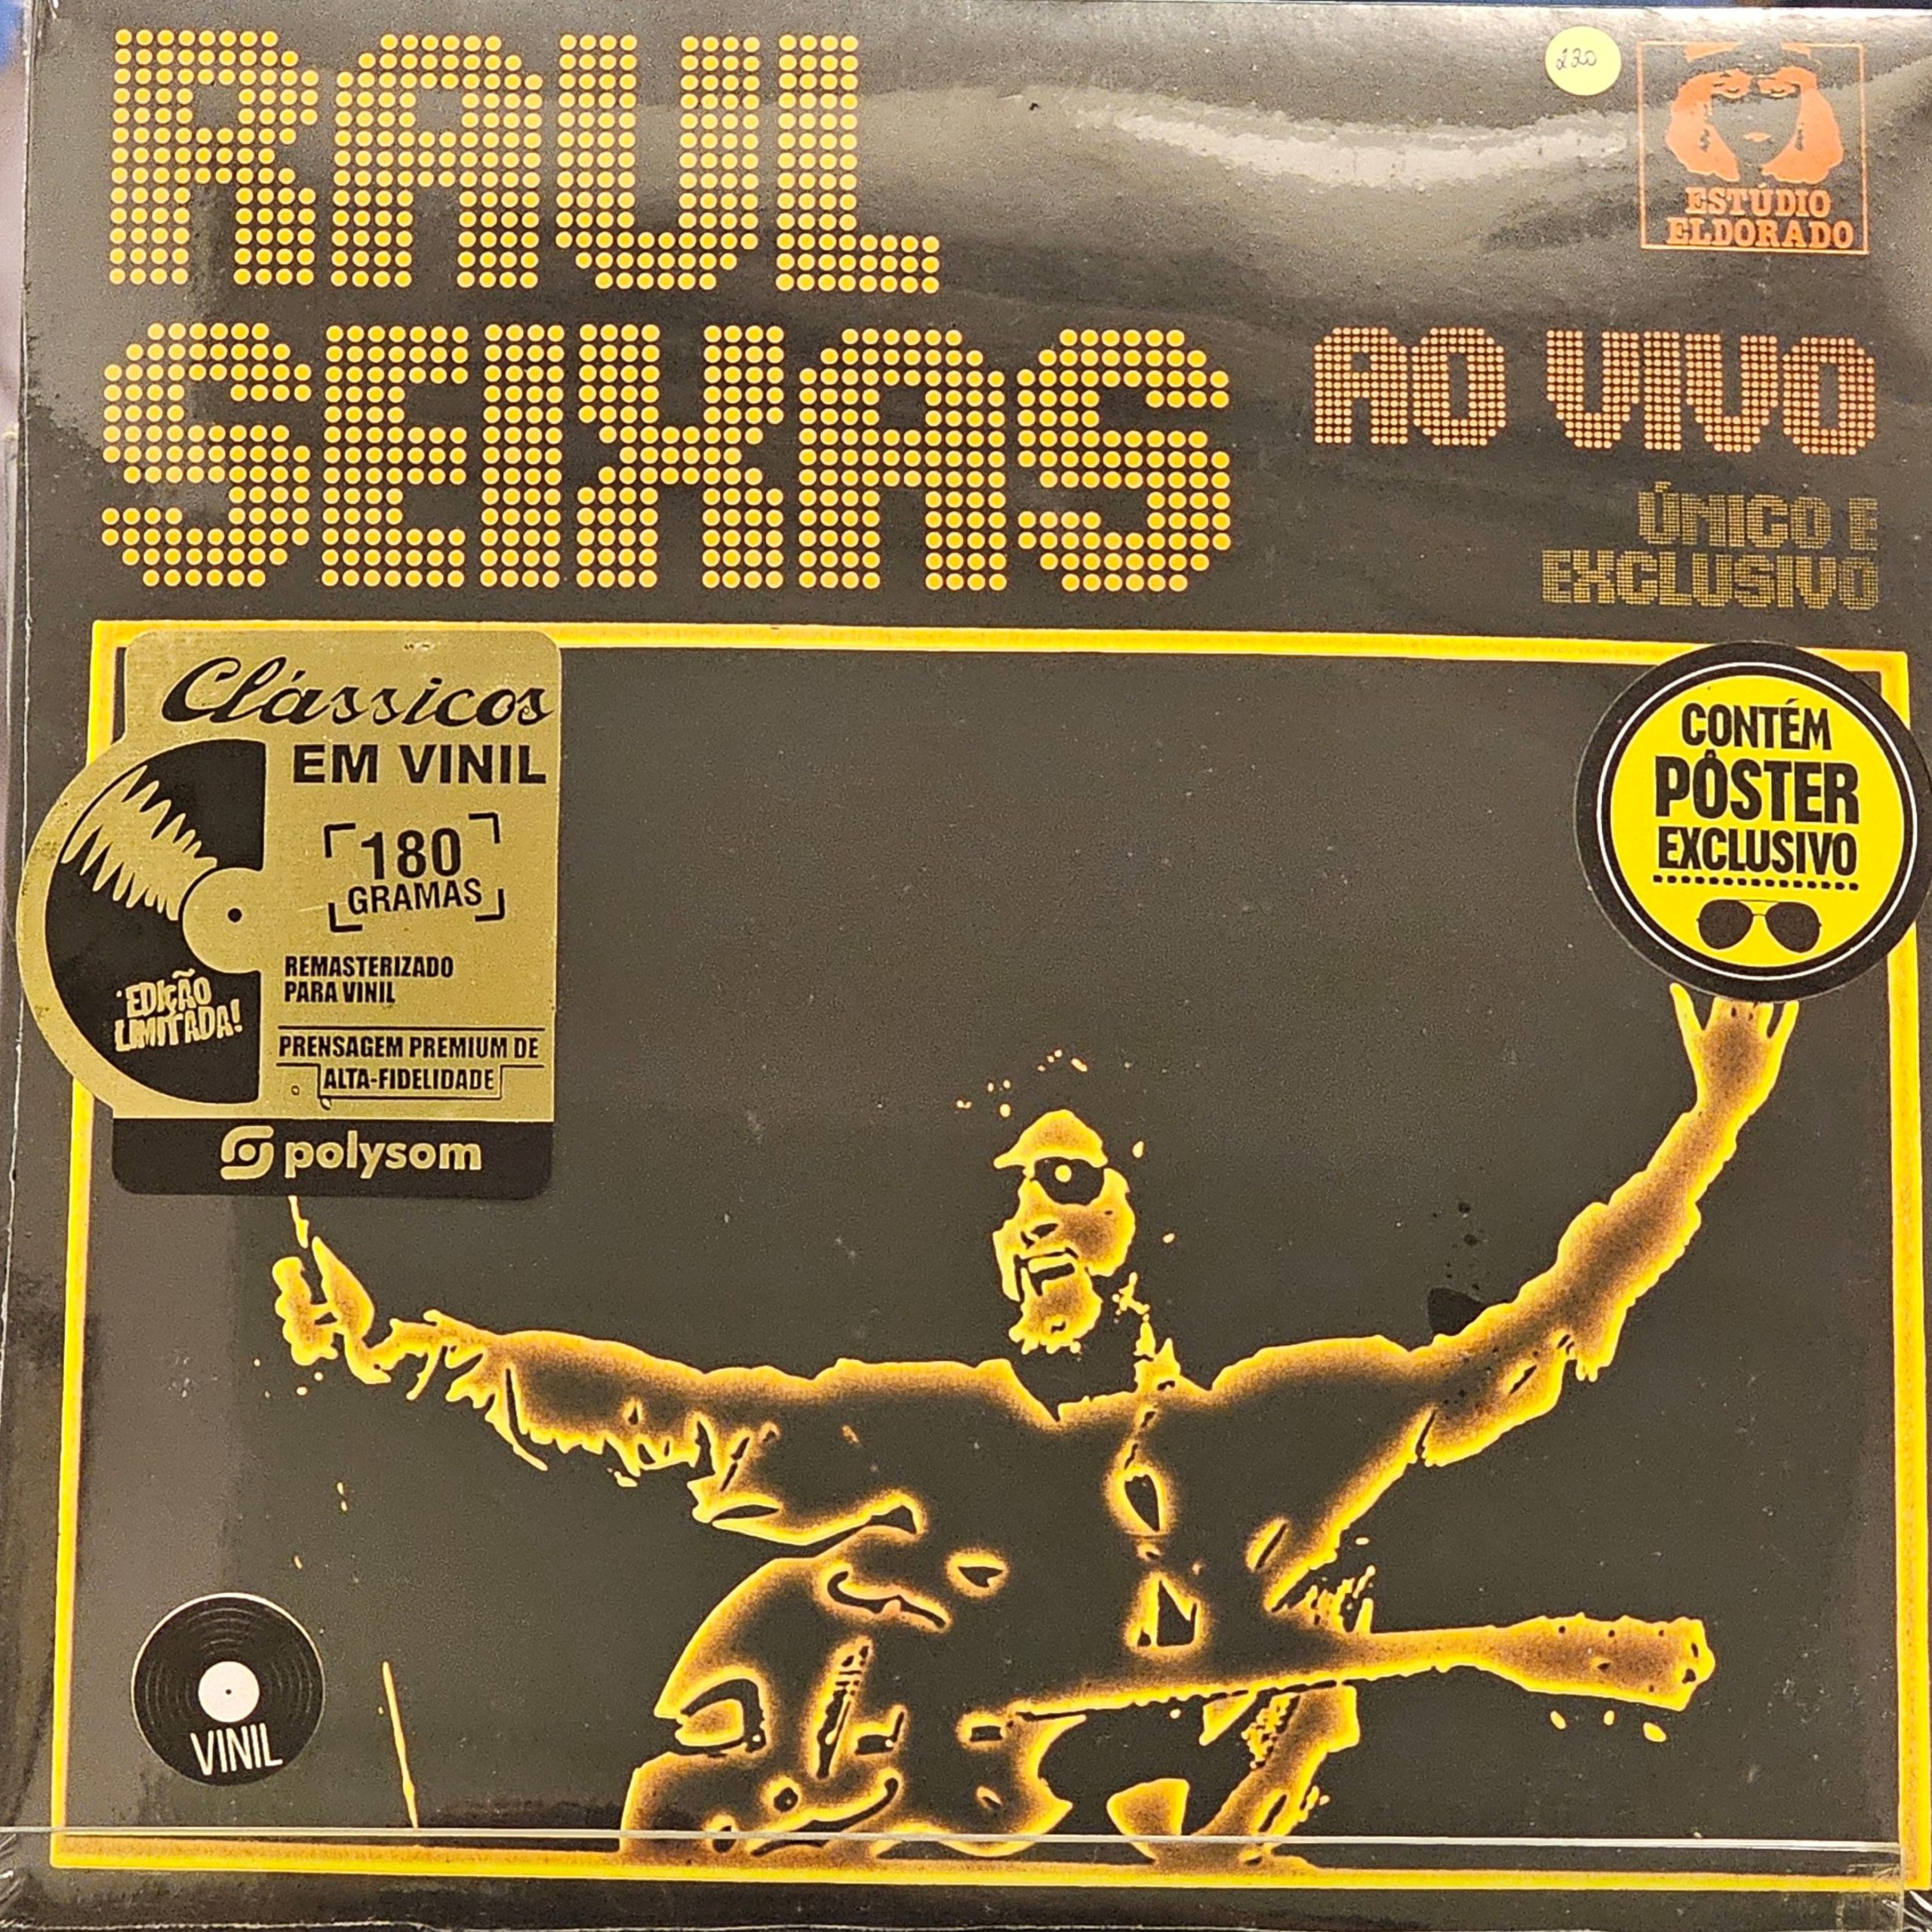 RAUL
SEIXAS
AO VIVO
ÚNICO E
EXCLUSIVO
220
ESTÚDIO
ELDORADO
Clássicos
EM VINIL
180
GRAMAS
REMASTERIZADO
PARA VINIL
EDIÇÃO
LIMITADA!
PRENSAGEM PREMIUM DE
ALTA-FIDELIDADE
polysom
CONTÉM
PÔSTER
EXCLUSIVO
VINIL